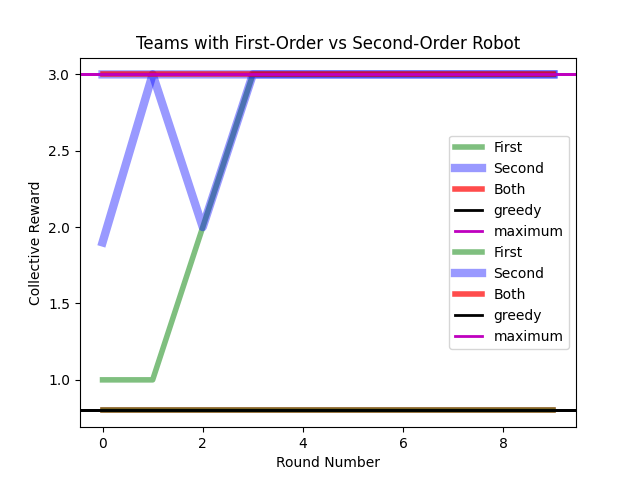 Teams with First-Order vs Second-Order Robot
Collective Reward
3.0
2.5
2.0
1.5
1.0
0
2
4
6
8
Round Number
First
Second
Both
greedy
maximum
First
Second
Both
greedy
maximum